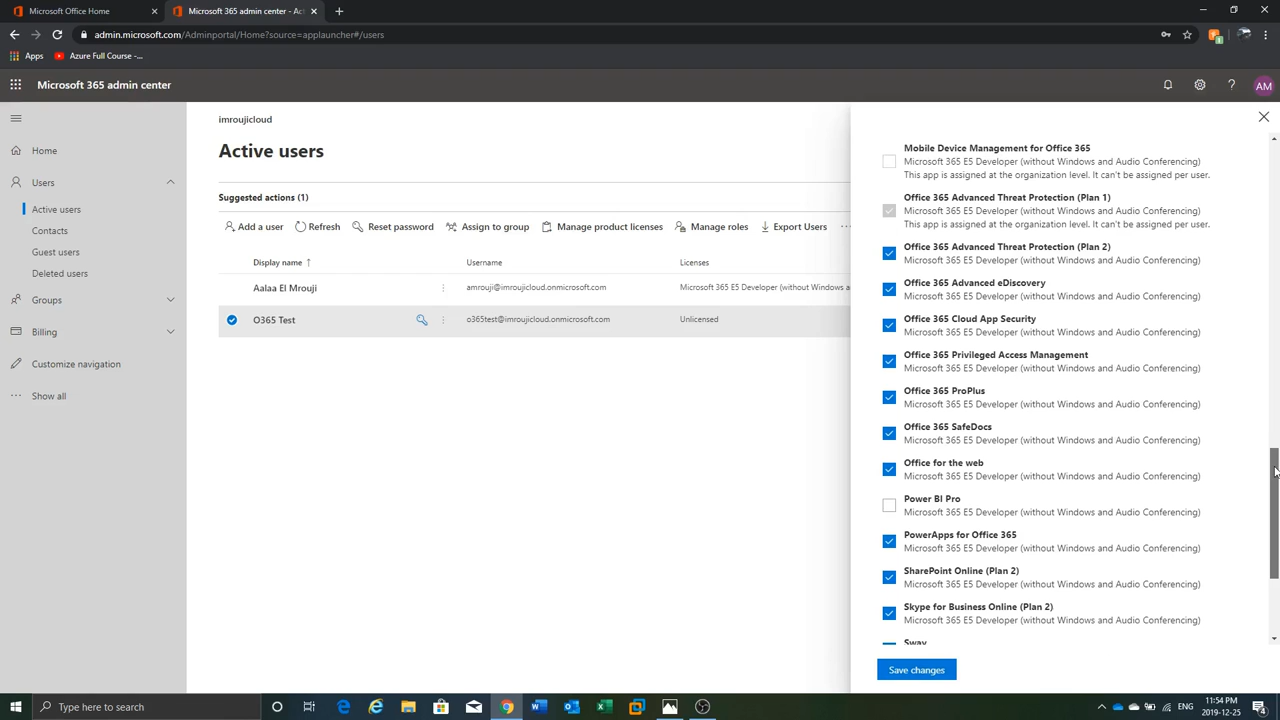 Microsoft Office Home
Microsoft 365 admin center - Act
admin.microsoft.com/Adminportal/Home?source=applauncher#/users
Apps
Azure Full Course -...
Microsoft 365 admin center
AM
Home
Users
Active users
Contacts
Guest users
Deleted users
Groups
Billing
Customize navigation
Show all
imroujicloud
Active users
Suggested actions (1)
Add a user
Refresh
Reset password
Assign to group
Manage product licenses
Manage roles
Export Users
Display name ↑
Username
Licenses
Aalaa El Mrouji
amrouji@imroujicloud.onmicrosoft.com
Microsoft 365 E5 Developer (without Windows a
O365 Test
o365test@imroujicloud.onmicrosoft.com
Unlicensed
Mobile Device Management for Office 365
Microsoft 365 E5 Developer (without Windows and Audio Conferencing)
This app is assigned at the organization level. It can't be assigned per user.
Office 365 Advanced Threat Protection (Plan 1)
Microsoft 365 E5 Developer (without Windows and Audio Conferencing)
This app is assigned at the organization level. It can't be assigned per user.
Office 365 Advanced Threat Protection (Plan 2)
Microsoft 365 E5 Developer (without Windows and Audio Conferencing)
Office 365 Advanced eDiscovery
Microsoft 365 E5 Developer (without Windows and Audio Conferencing)
Office 365 Cloud App Security
Microsoft 365 E5 Developer (without Windows and Audio Conferencing)
Office 365 Privileged Access Management
Microsoft 365 E5 Developer (without Windows and Audio Conferencing)
Office 365 ProPlus
Microsoft 365 E5 Developer (without Windows and Audio Conferencing)
Office 365 SafeDocs
Microsoft 365 E5 Developer (without Windows and Audio Conferencing)
Office for the web
Microsoft 365 E5 Developer (without Windows and Audio Conferencing)
Power BI Pro
Microsoft 365 E5 Developer (without Windows and Audio Conferencing)
PowerApps for Office 365
Microsoft 365 E5 Developer (without Windows and Audio Conferencing)
SharePoint Online (Plan 2)
Microsoft 365 E5 Developer (without Windows and Audio Conferencing)
Skype for Business Online (Plan 2)
Microsoft 365 E5 Developer (without Windows and Audio Conferencing)
Sway
Save changes
Type here to search
ENG
11:54 PM
2019-12-25